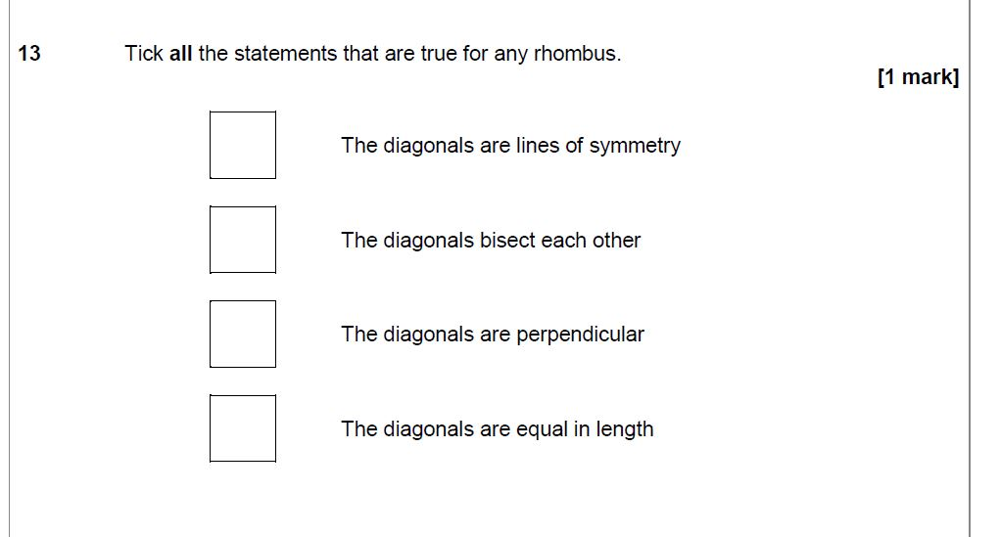 13 Tick all the statements that are true for any rhombus.
[1 mark]
The diagonals are lines of symmetry
The diagonals bisect each other
The diagonals are perpendicular
The diagonals are equal in length